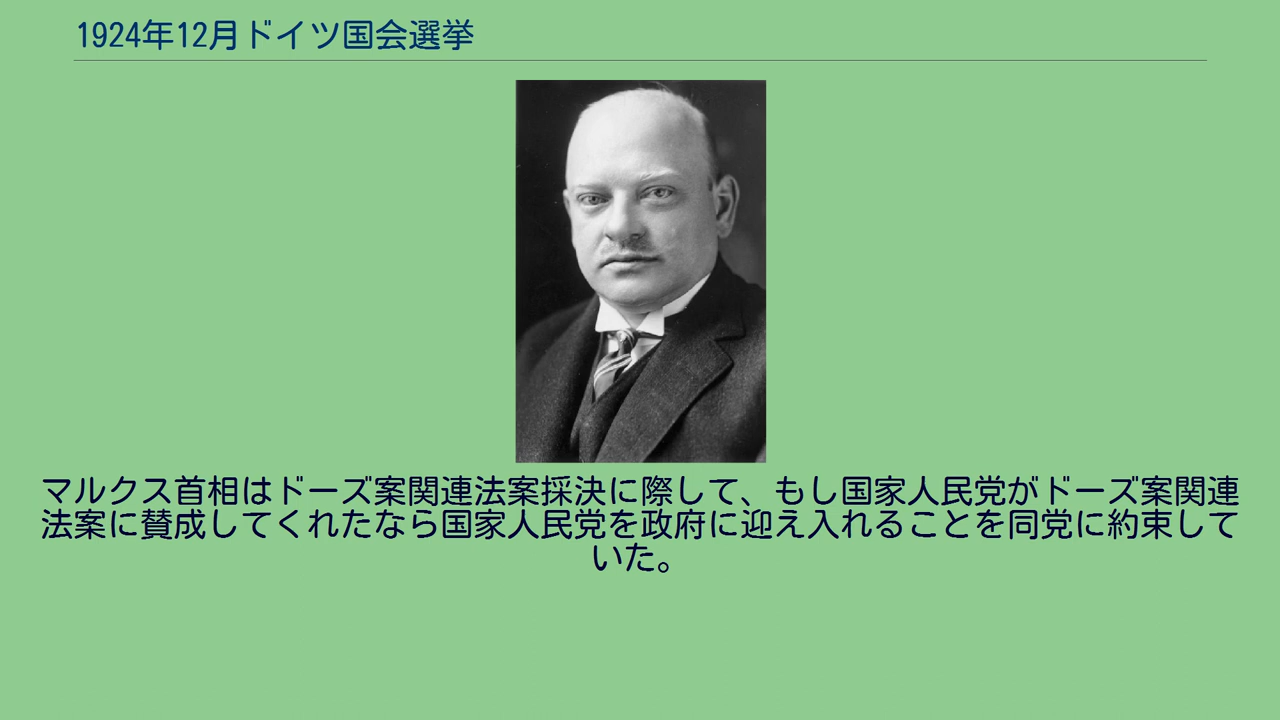 1924年12月ドイツ国会選挙
マルクス首相はドーズ案関連法案採決に際して、もし国家人民党がドーズ案関連
法案に賛成してくれたなら国家人民党を政府に迎え入れることを同党に約束して
いた。